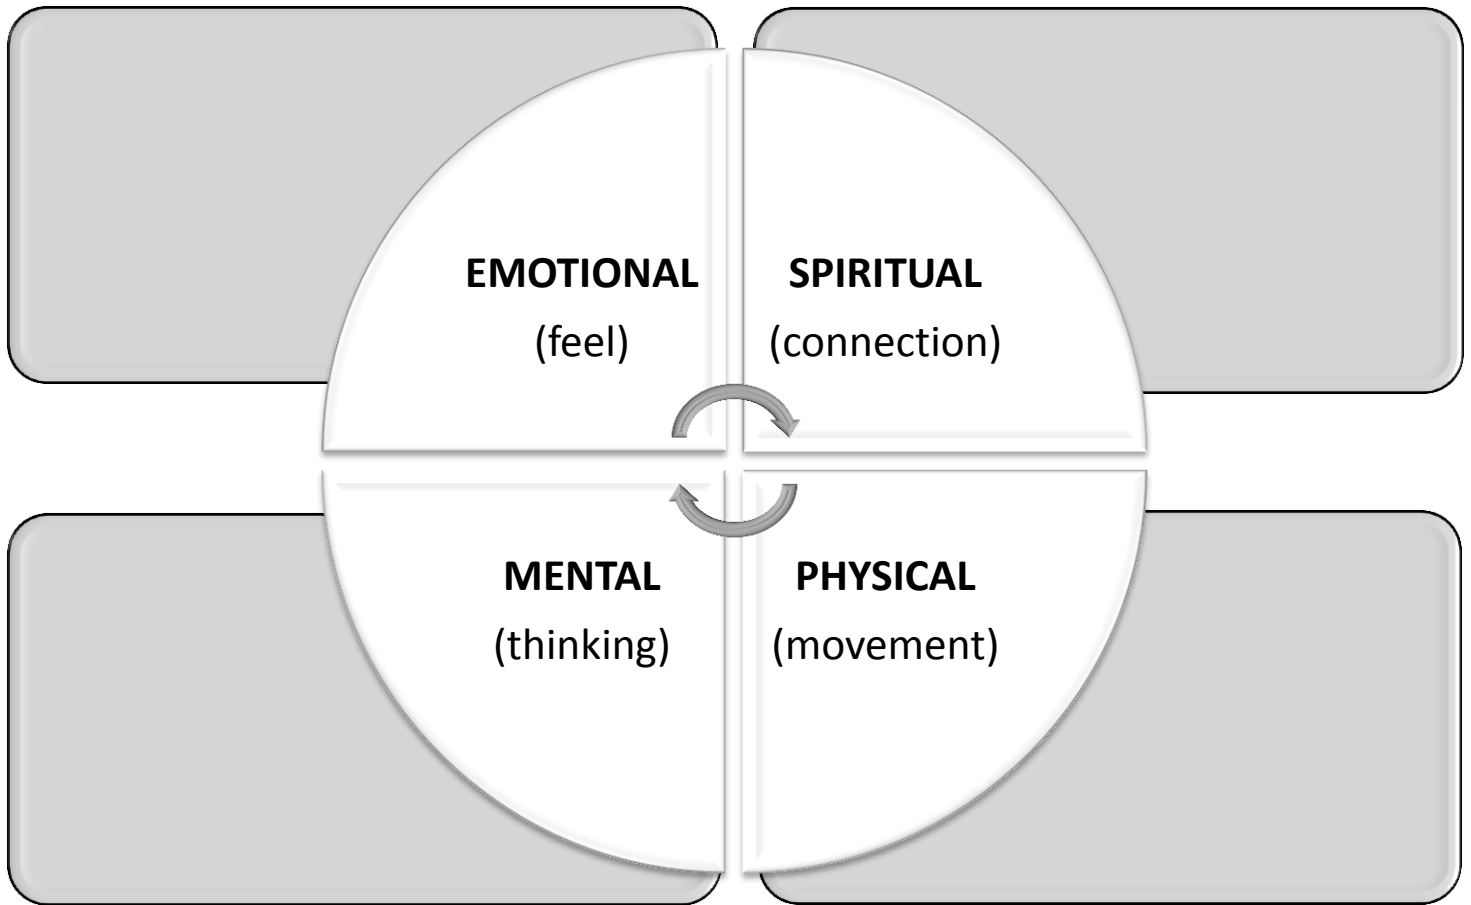 EMOTIONAL
(feel)
SPIRITUAL
(connection)
MENTAL
(thinking)
PHYSICAL
(movement)